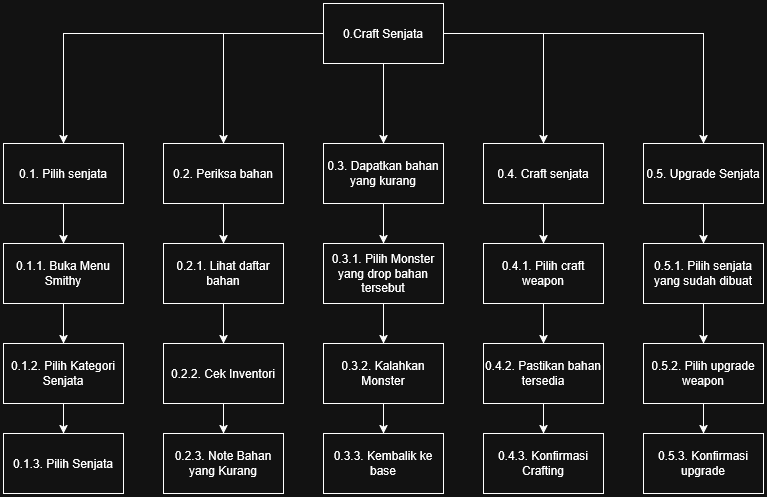 0.Craft Senjata
0.1. Pilih senjata
0.2. Periksa bahan
0.3. Dapatkan bahan
yang kurang
0.4. Craft senjata
0.5. Upgrade Senjata
0.1.1. Buka Menu
Smithy
0.2.1. Lihat daftar
bahan
0.3.1. Pilih Monster
yang drop bahan
tersebut
0.4.1. Pilih craft
weapon
0.5.1. Pilih senjata
yang sudah dibuat
0.1.2. Pilih Kategori
Senjata
0.2.2. Cek Inventori
0.3.2. Kalahkan
Monster
0.4.2. Pastikan bahan
tersedia
0.5.2. Pilih upgrade
weapon
0.1.3. Pilih Senjata
0.2.3. Note Bahan
yang Kurang
0.3.3. Kembalik ke
base
0.4.3. Konfirmasi
Crafting
0.5.3. Konfirmasi
upgrade